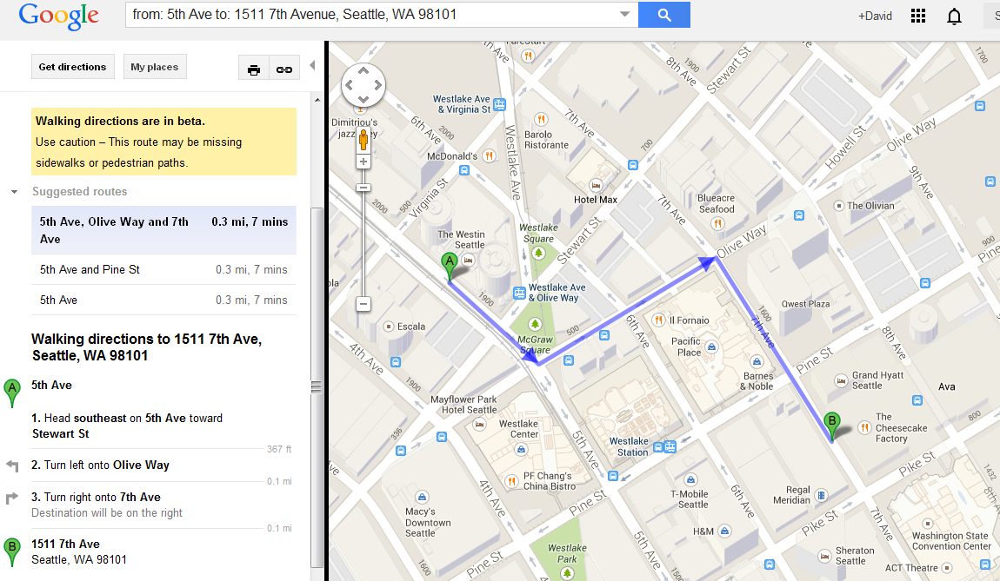 Google
from: 5th Ave to: 1511 7th Avenue, Seattle, WA 98101
+David
Get directions
My places
Walking directions are in beta.
Use caution – This route may be missing
sidewalks or pedestrian paths.
Suggested routes
5th Ave, Olive Way and 7th
Ave
0.3 mi, 7 mins
5th Ave and Pine St
0.3 mi, 7 mins
5th Ave
0.3 mi, 7 mins
Walking directions to 1511 7th Ave,
Seattle, WA 98101
A
5th Ave
1. Head southeast on 5th Ave toward
Stewart St
367 ft
2. Turn left onto Olive Way
0.1 mi
3. Turn right onto 7th Ave
Destination will be on the right
0.1 mi
B
1511 7th Ave
Seattle, WA 98101
8th Ave
1900
Stewart St
1700
Westlake Ave
& Virginia St
Dimitriou's
6th Ave
2000
7th Ave
Barolo
Ristorante
McDonald's
Westlake Ave
700
Howell St
Olive Way
9th Ave
Virginia St
500
2000
Hotel Max
7th Ave
Blueacre
Seafood
The Olivian
The Westin
Seattle
Westlake
Square
Stewart St
Olive Way
900
A
1900
Westlake Ave
& Olive Way
Escala
McGraw
Square
500
6th Ave
Il Fornaio
Pacific
Place
1600
7th Ave
Qwest Plaza
8th Ave
Pine St
4th Ave
1900
Barnes
& Noble
Grand Hyatt
Seattle
Ava
Mayflower Park
Hotel Seattle
336
Westlake
Center
5th Ave
Westlake
Station
B
The
Cheesecake
Factory
800
Pike St
1432
PF Chang's
China Bistro
4th Ave
Pine St
T-Mobile
Seattle
6th Ave
Regal
Meridian
Macy's
Downtown
Seattle
H&M
Pike St
7th Ave
Washington State
Convention Center
Westlake
Park
5th Ave
Sheraton
Seattle
Pine St
ACT Theatre